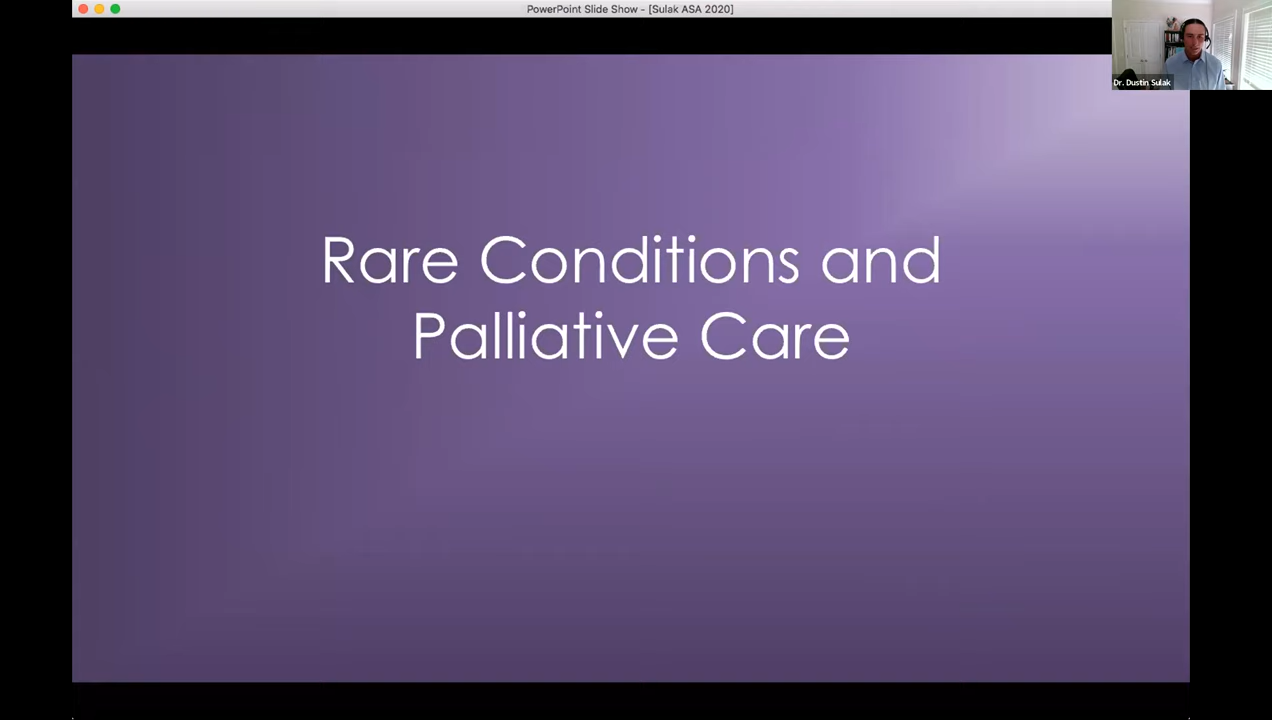 PowerPoint Slide Show - [Sulak ASA 2020]
Dr. Dustin Sulak
Rare Conditions and
Palliative Care